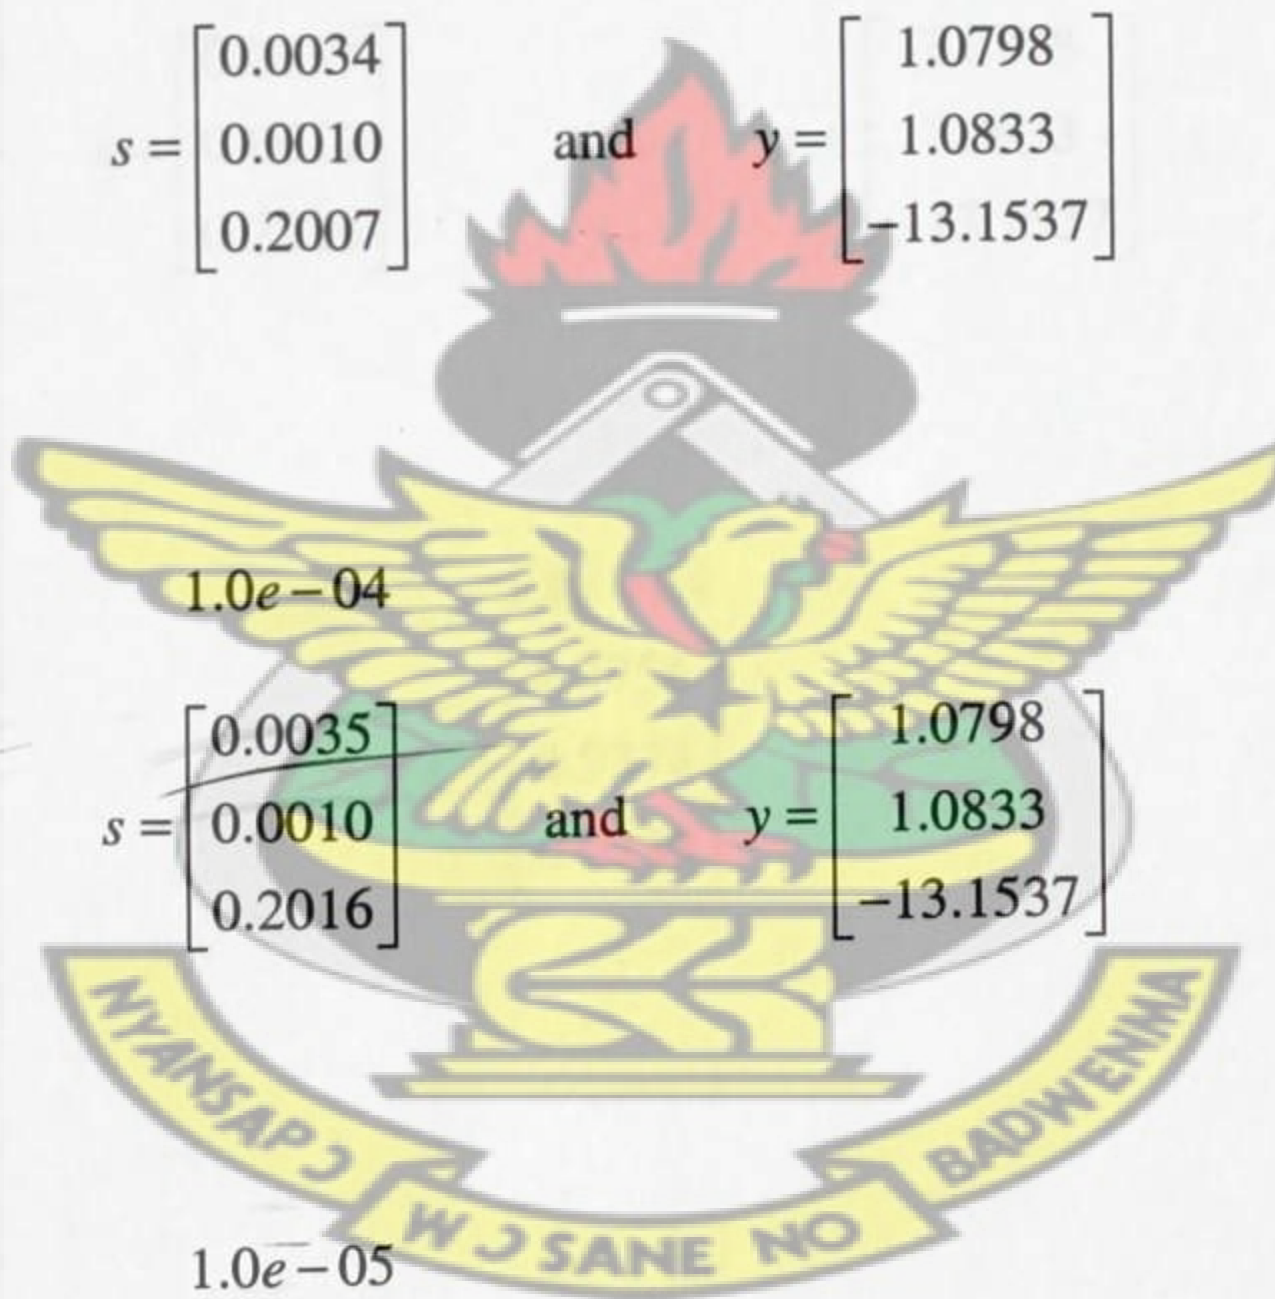 s = [0.0034 0.0010 0.2007] and y = [1.0798 1.0833 −13.1537]
1.0e−04
s = [0.0035 0.0010 0.2016] and y = [1.0798 1.0833 −13.1537]
NYANSAPƆ WƆ SANE NO BADWENMA
1.0e−05